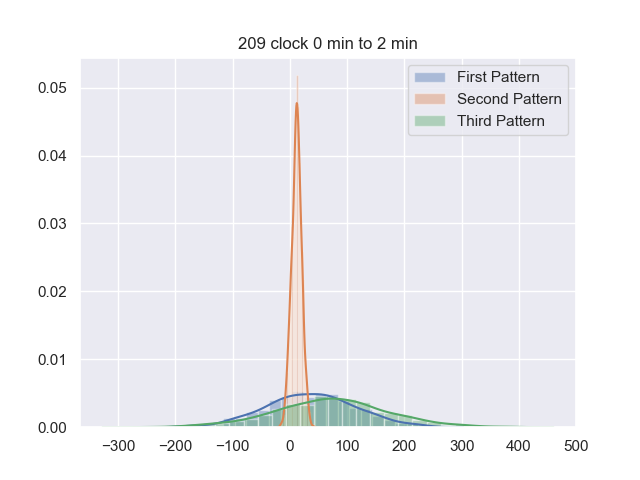 209 clock 0 min to 2 min
First Pattern
Second Pattern
Third Pattern
0.05
0.04
0.03
0.02
0.01
0.00
−300 −200 −100 0 100 200 300 400 500